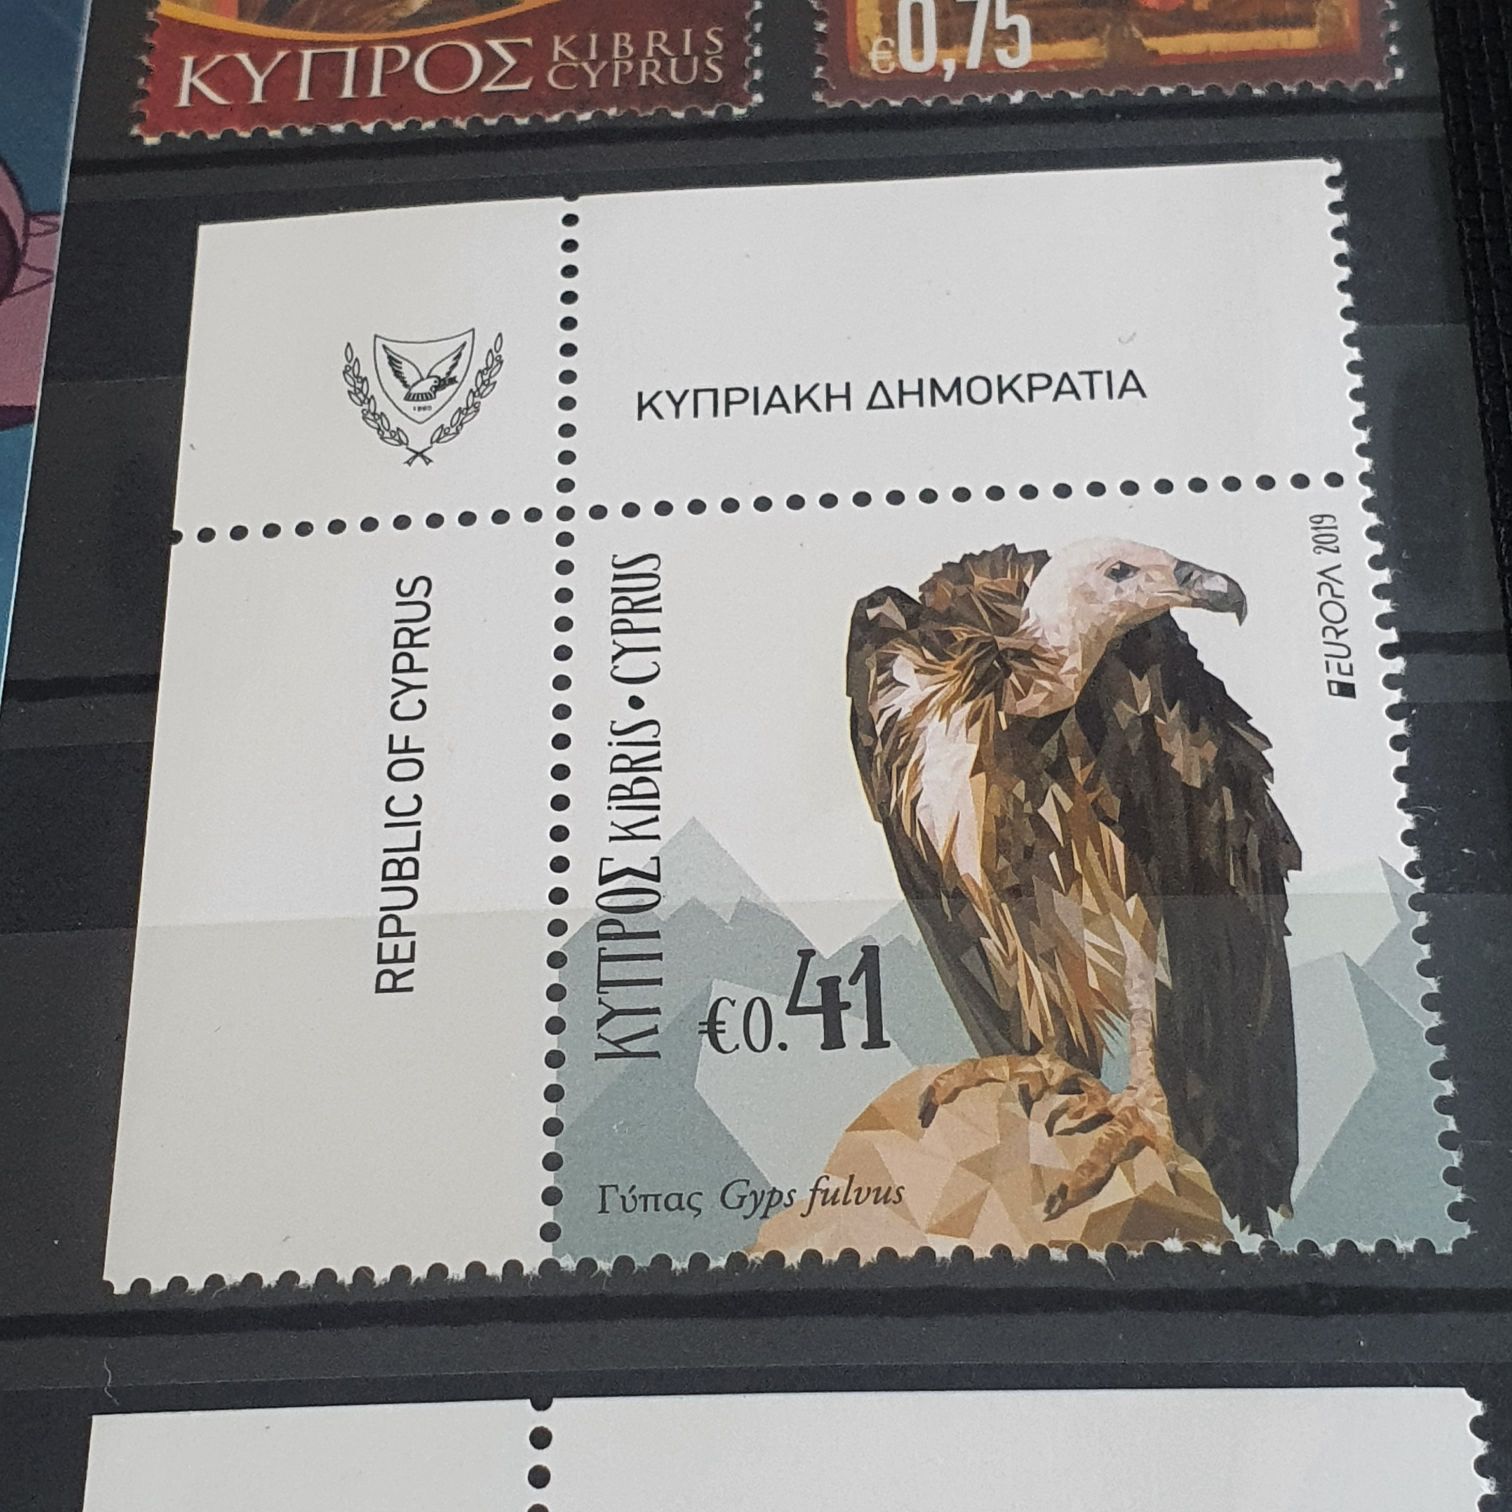 ΚΥΠΡΟΣ KIBRIS
CYPRUS
€0,75
1960
ΚΥΠΡΙΑΚΗ ΔΗΜΟΚΡΑΤΙΑ
REPUBLIC OF CYPRUS
ΚΥΠΡΟΣ KiBRiS • CYPRUS
EUROPA 2019
€0.41
Γύπας Gyps fulvus